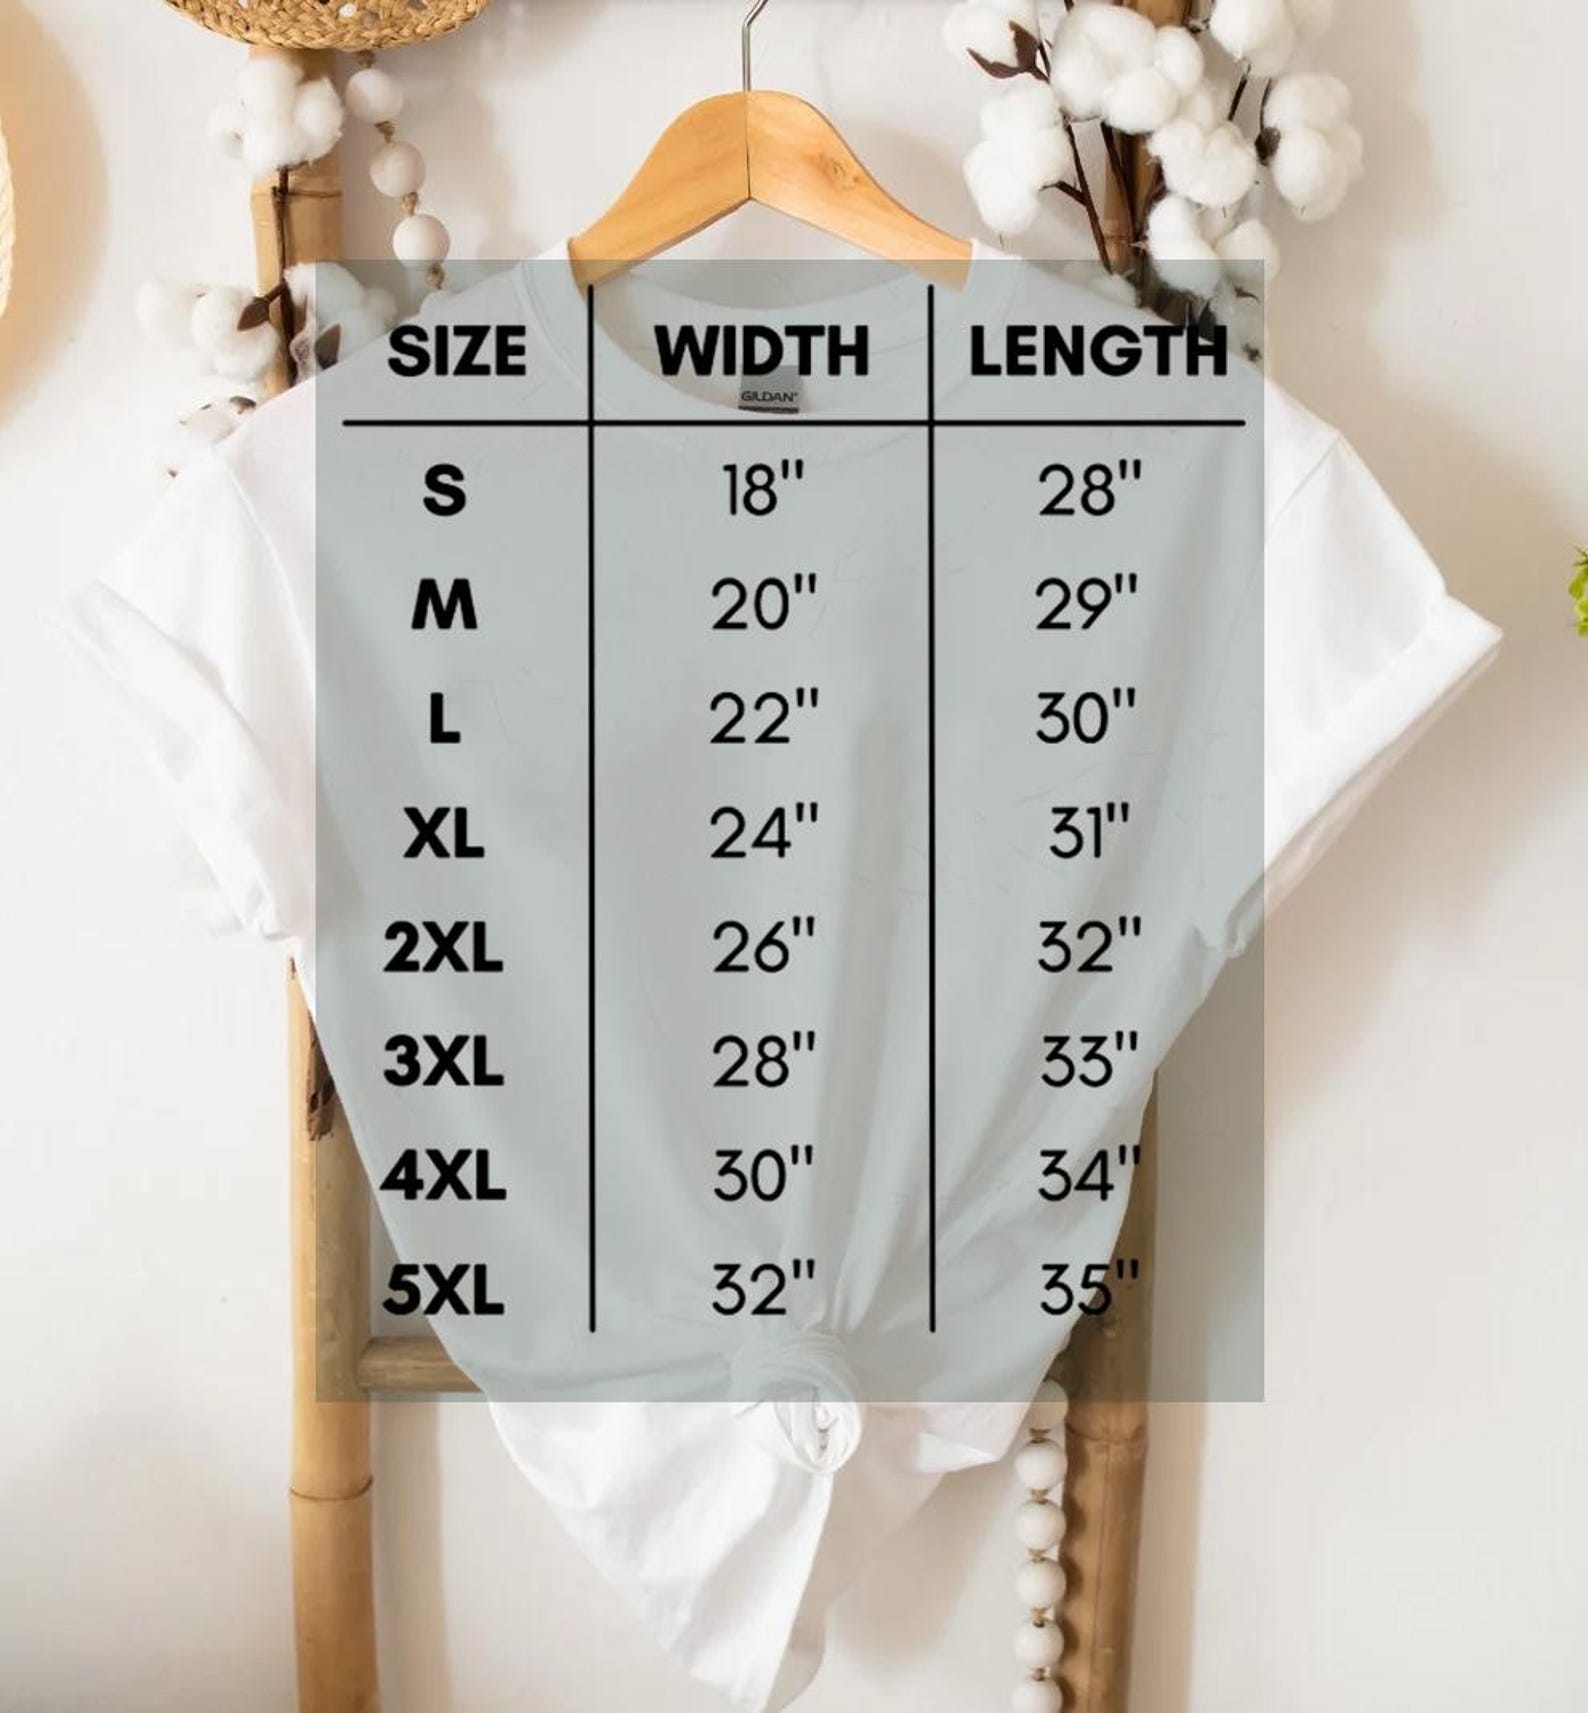 SIZE WIDTH LENGTH
GILDAN
S 18" 28"
M 20" 29"
L 22" 30"
XL 24" 31"
2XL 26" 32"
3XL 28" 33"
4XL 30" 34"
5XL 32" 35"